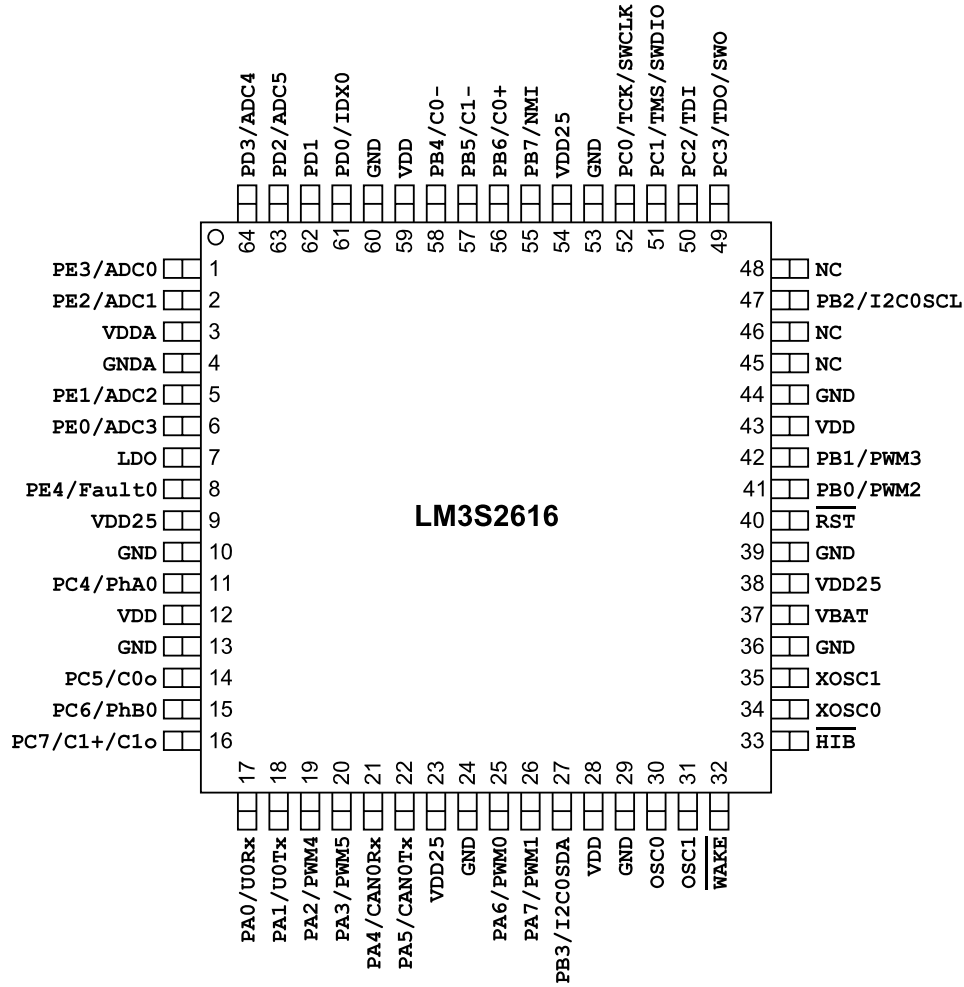 PD3/ADC4
PD2/ADC5
PD1
PD0/IDX0
GND
VDD
PB4/C0-
PB5/C1-
PB6/C0+
PB7/NMI
VDD25
GND
PC0/TCK/SWCLK
PC1/TMS/SWDIO
PC2/TDI
PC3/TDO/SWO
64 63 62 61 60 59 58 57 56 55 54 53 52 51 50 49
PE3/ADC0 1
PE2/ADC1 2
VDDA 3
GNDA 4
PE1/ADC2 5
PE0/ADC3 6
LDO 7
PE4/Fault0 8
VDD25 9
GND 10
PC4/PhA0 11
VDD 12
GND 13
PC5/C0o 14
PC6/PhB0 15
PC7/C1+/C1o 16
LM3S2616
48 NC
47 PB2/I2C0SCL
46 NC
45 NC
44 GND
43 VDD
42 PB1/PWM3
41 PB0/PWM2
40 RST
39 GND
38 VDD25
37 VBAT
36 GND
35 XOSC1
34 XOSC0
33 HIB
17 18 19 20 21 22 23 24 25 26 27 28 29 30 31 32
PA0/U0Rx
PA1/U0Tx
PA2/PWM4
PA3/PWM5
PA4/CAN0Rx
PA5/CAN0Tx
VDD25
GND
PA6/PWM0
PA7/PWM1
PB3/I2C0SDA
VDD
GND
OSC0
OSC1
WAKE